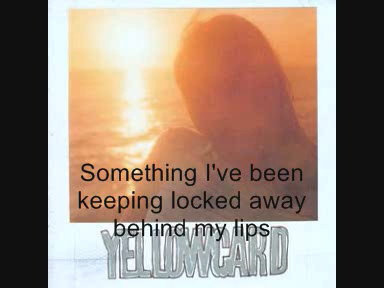 Something I've been
keeping locked away
behind my lips
YELLOWCARD